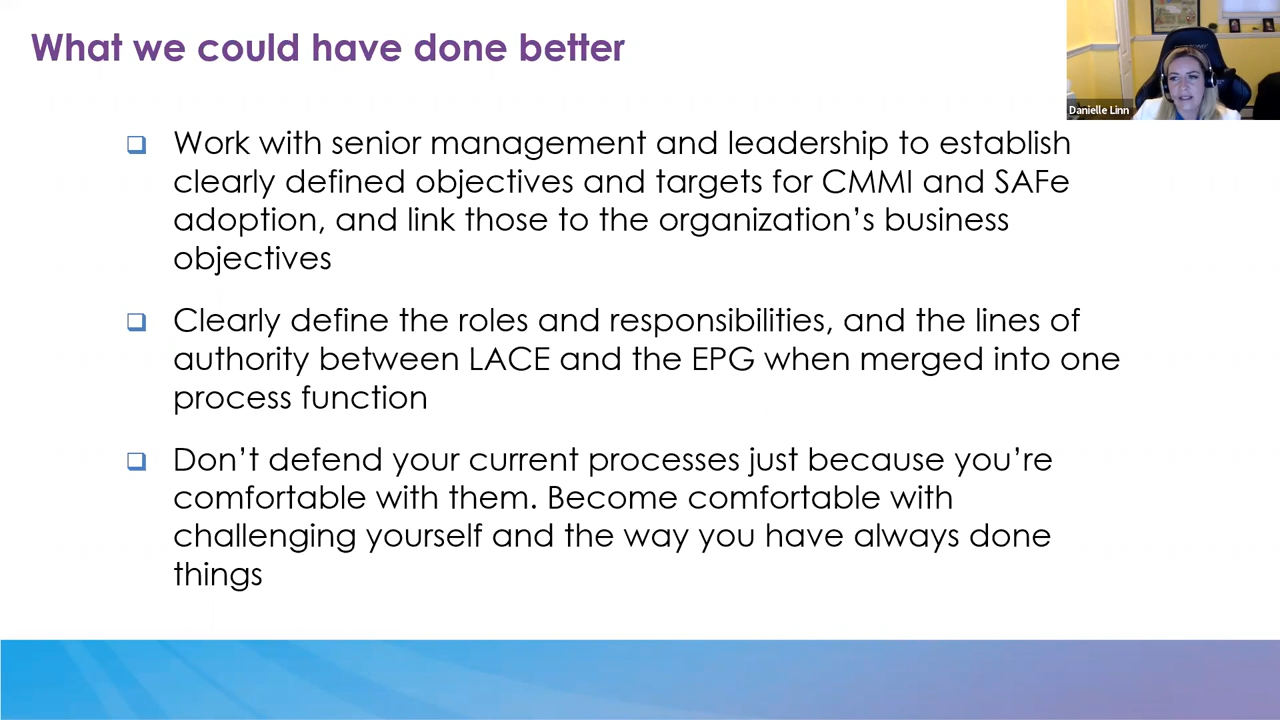 What we could have done better
Danielle Linn
❑ Work with senior management and leadership to establish
clearly defined objectives and targets for CMMI and SAFe
adoption, and link those to the organization’s business
objectives
❑ Clearly define the roles and responsibilities, and the lines of
authority between LACE and the EPG when merged into one
process function
❑ Don’t defend your current processes just because you’re
comfortable with them. Become comfortable with
challenging yourself and the way you have always done
things